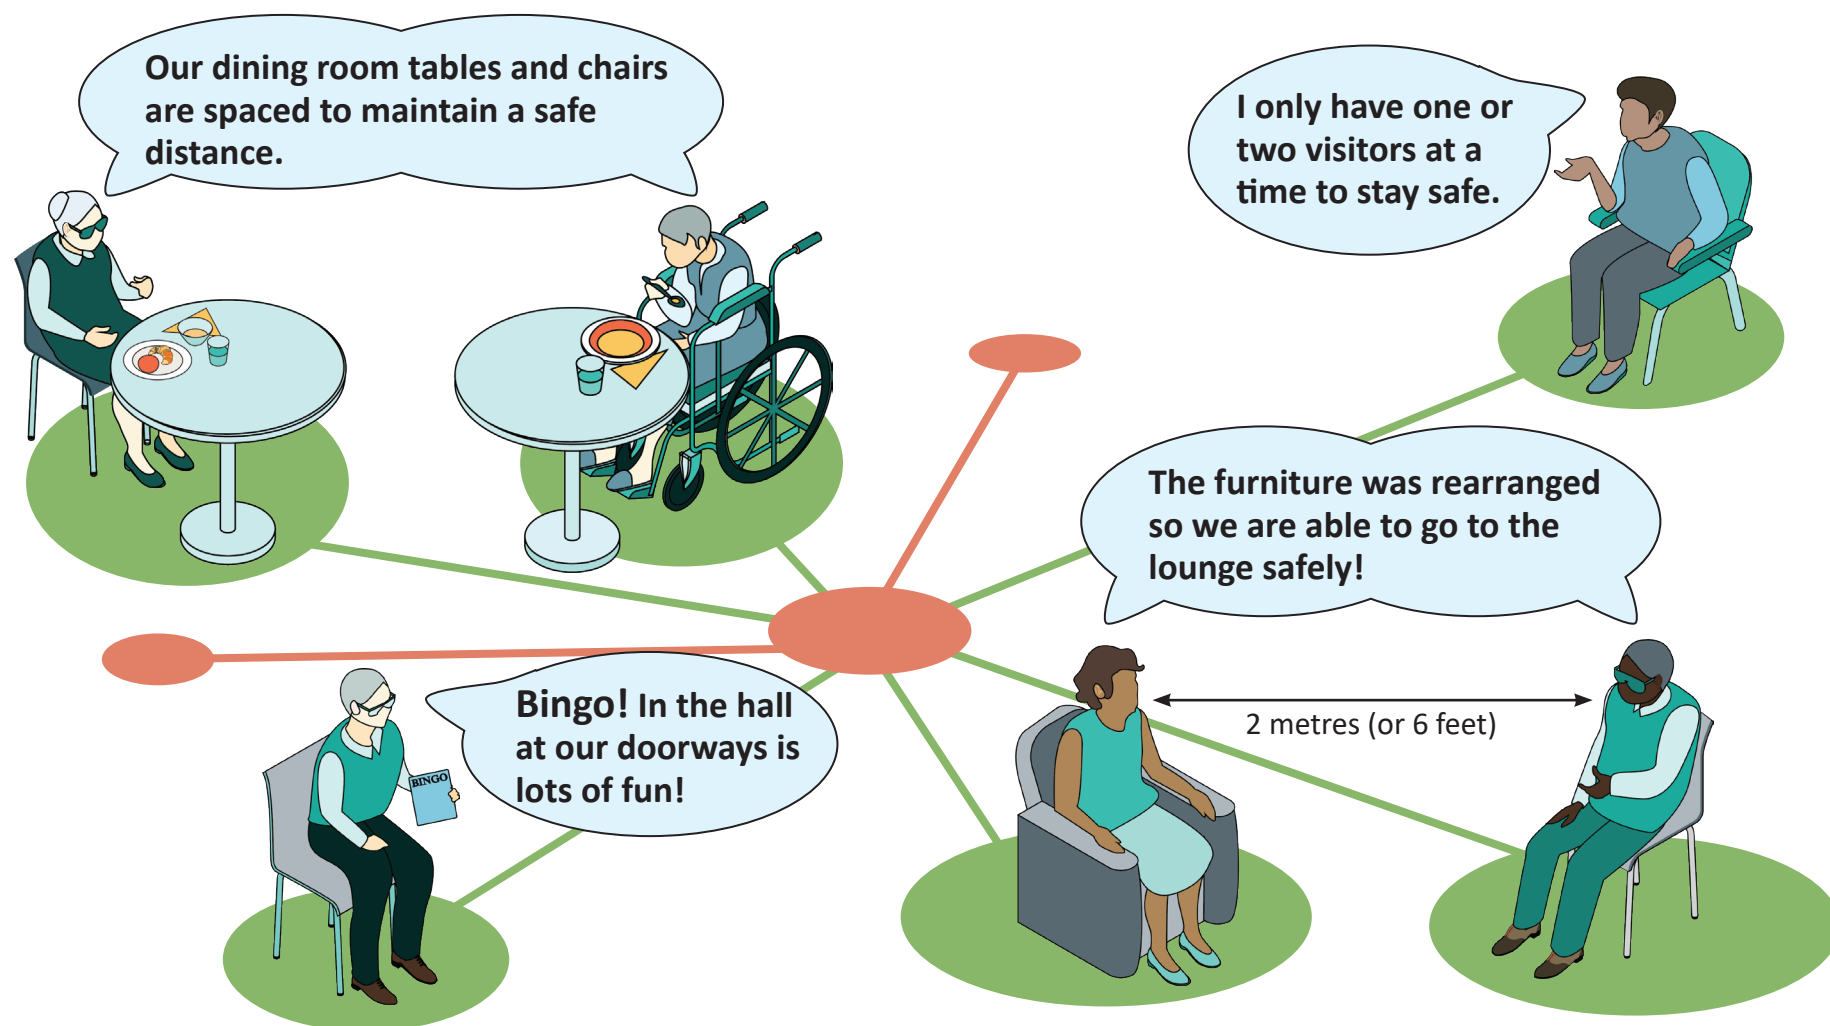 Our dining room tables and chairs
are spaced to maintain a safe
distance.
I only have one or
two visitors at a
time to stay safe.
The furniture was rearranged
so we are able to go to the
lounge safely!
2 metres (or 6 feet)
Bingo! In the hall
at our doorways is
lots of fun!
BINGO